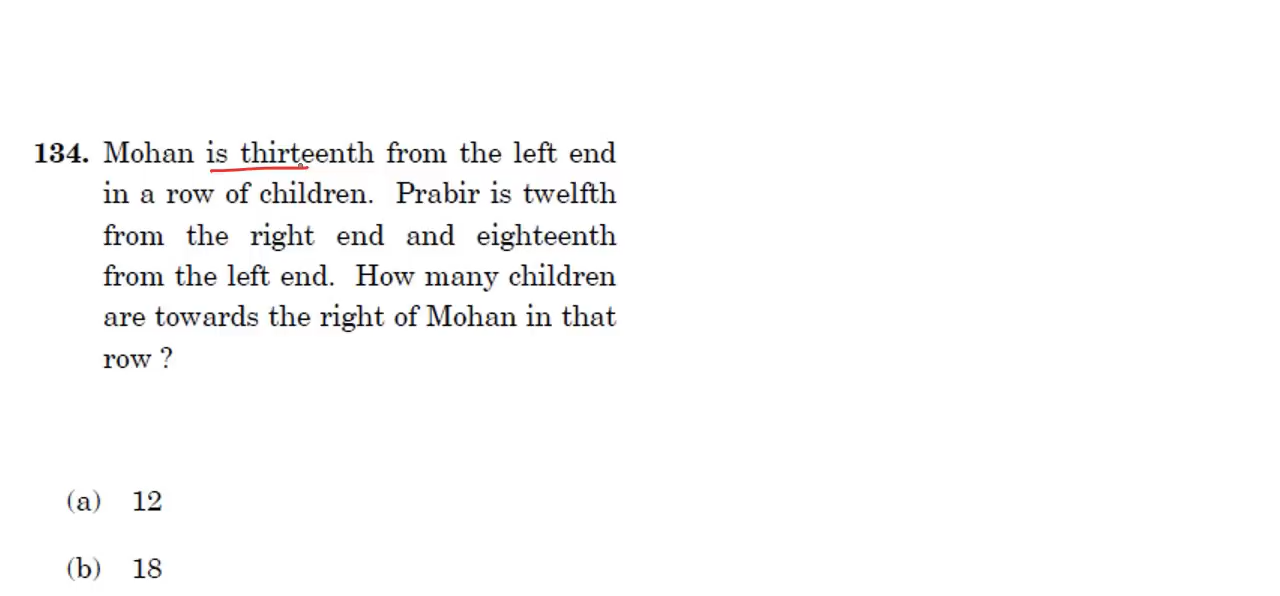 134. Mohan is thirteenth from the left end
in a row of children. Prabir is twelfth
from the right end and eighteenth
from the left end. How many children
are towards the right of Mohan in that
row ?
(a) 12
(b) 18